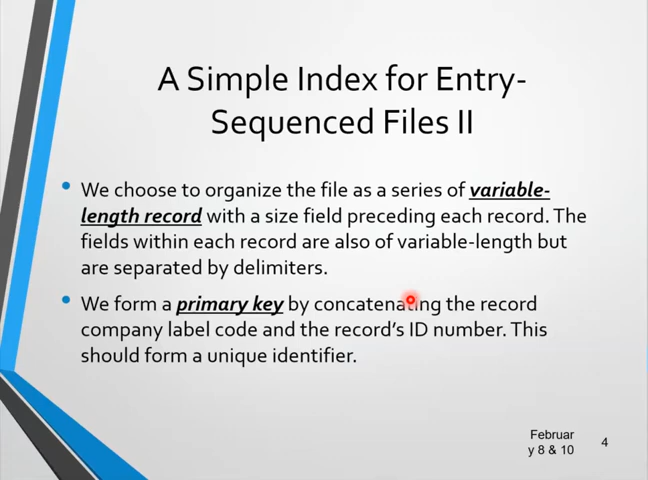 A Simple Index for Entry-
Sequenced Files II
• We choose to organize the file as a series of variable-
length record with a size field preceding each record. The
fields within each record are also of variable-length but
are separated by delimiters.
• We form a primary key by concatenating the record
company label code and the record's ID number. This
should form a unique identifier.
Februar
y 8 & 10
4